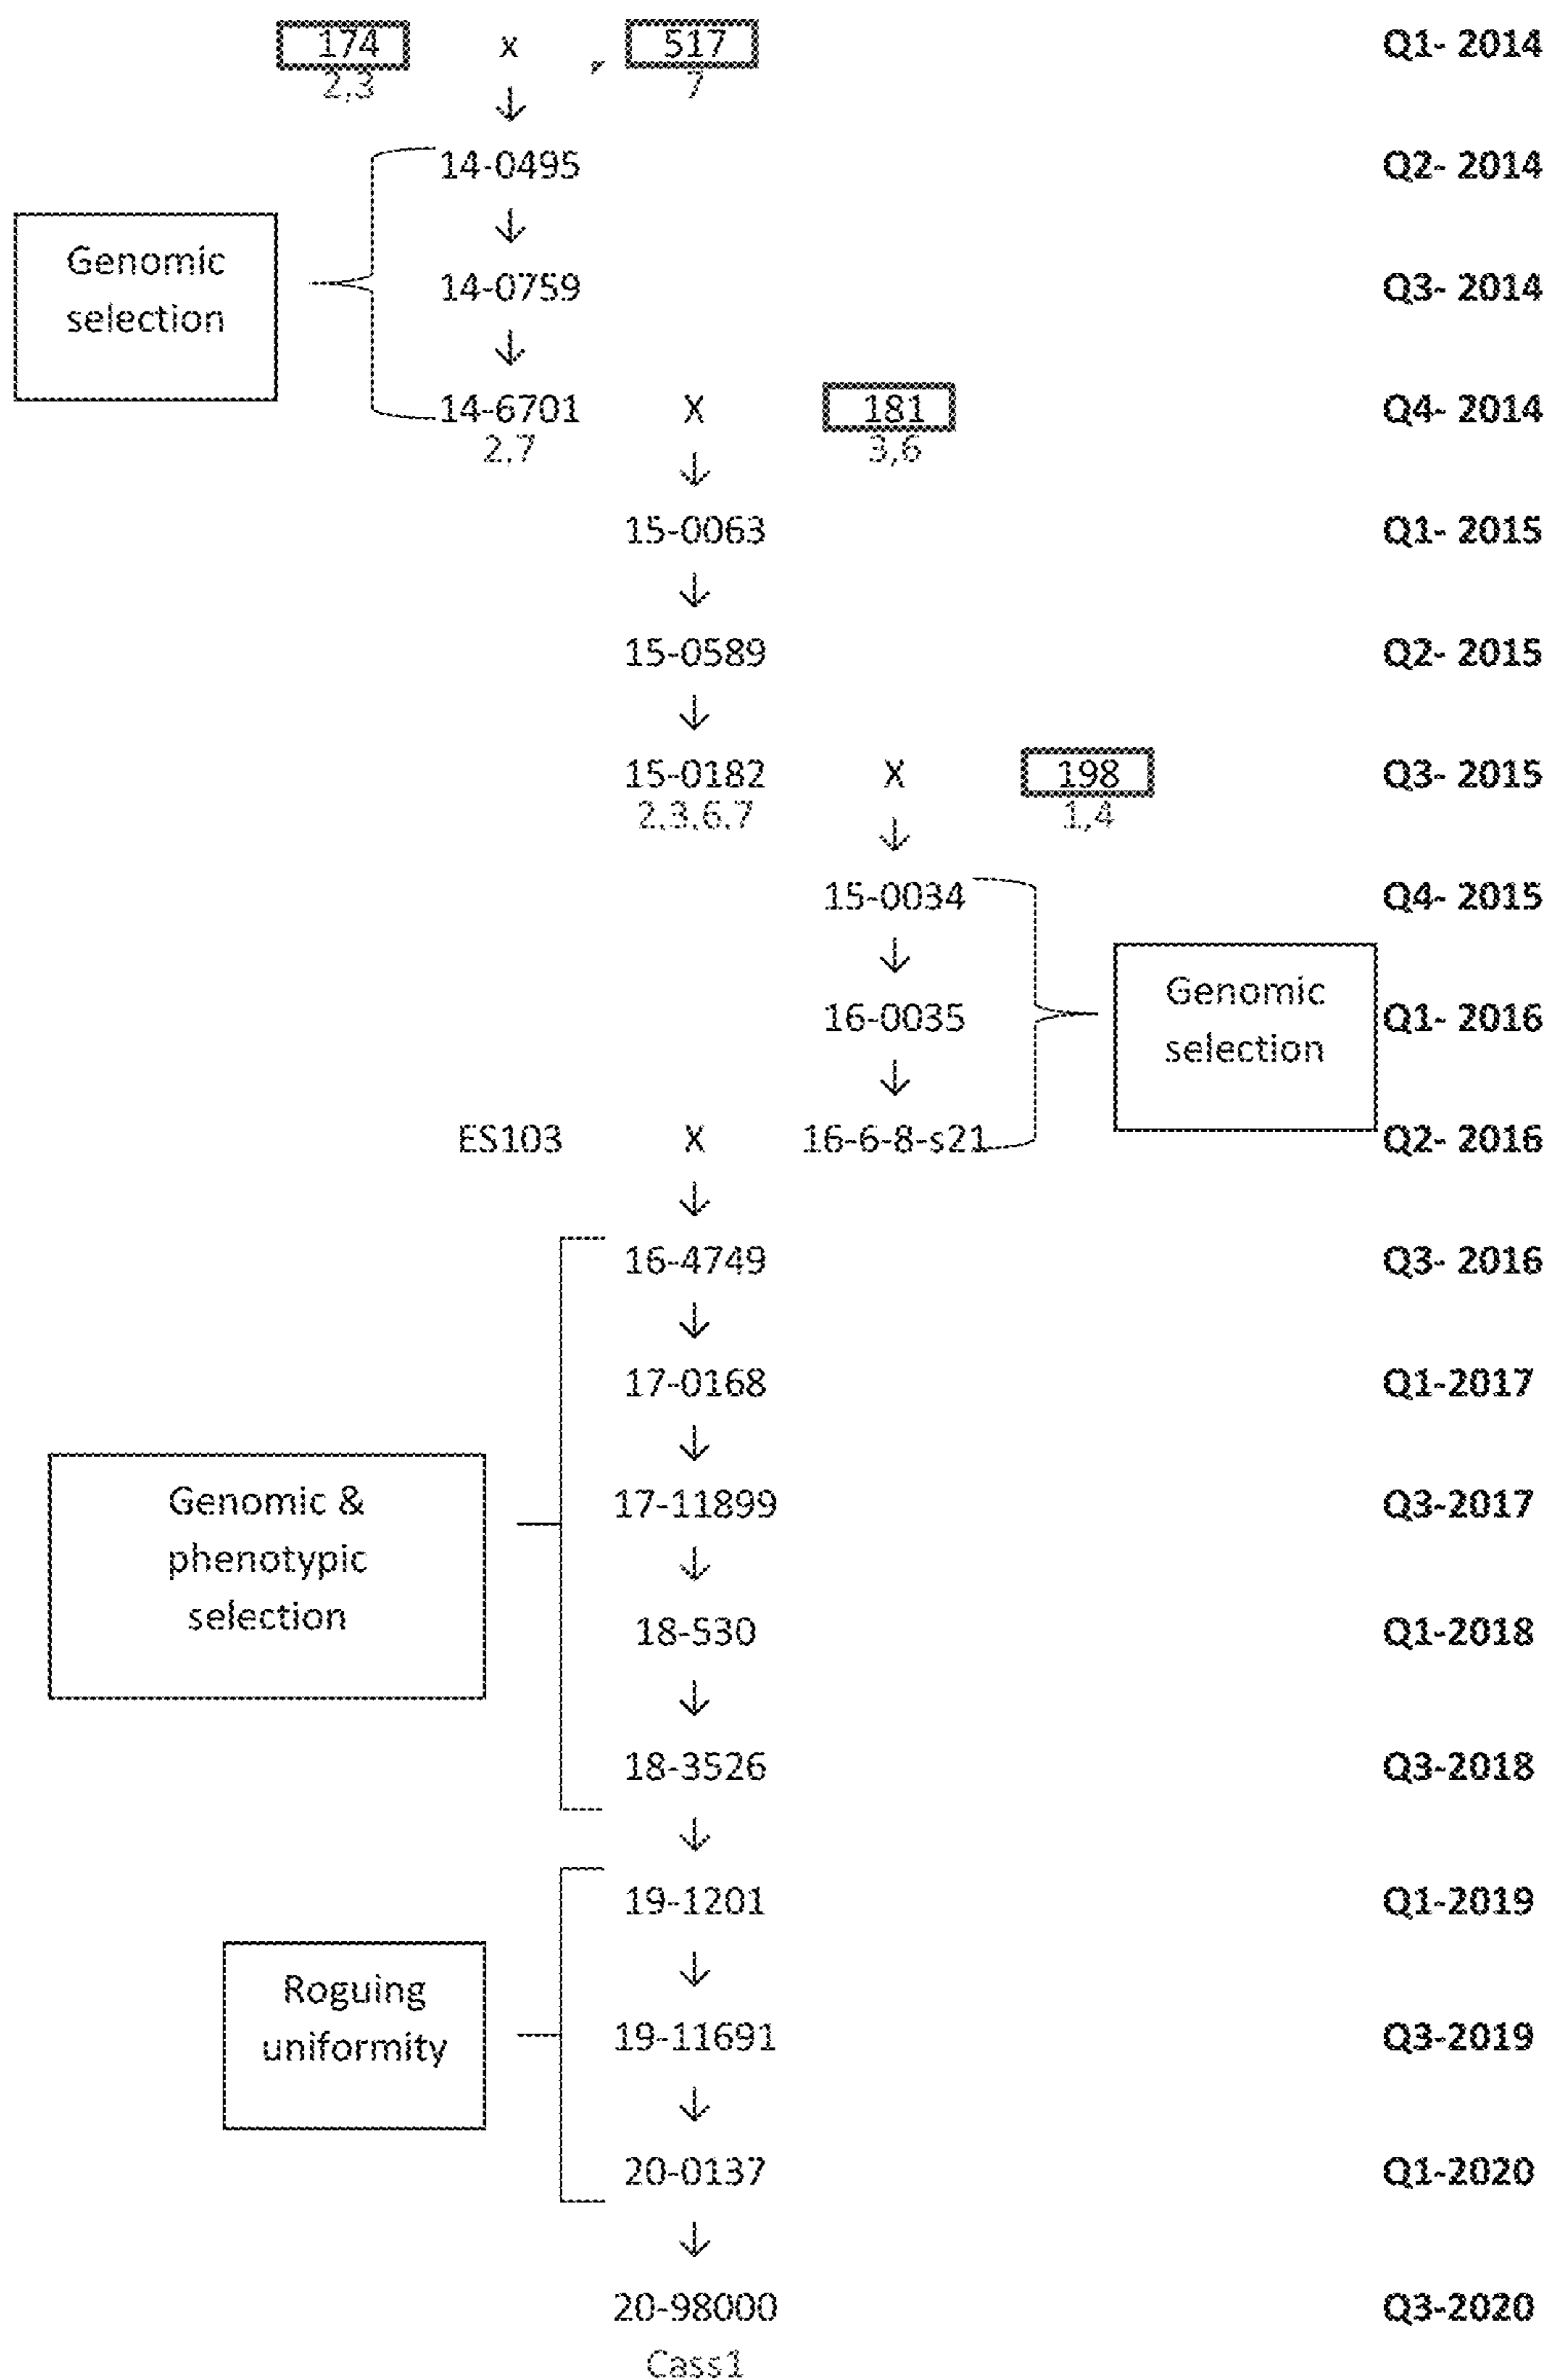 174 x 517 Q1- 2014
2,3 7
14-0495 Q2- 2014
Genomic
selection
14-0759 Q3- 2014
14-6701 X 181 Q4- 2014
2,7 3,6
15-0063 Q1- 2015
15-0589 Q2- 2015
15-0182 X 198 Q3- 2015
2,3,6,7 1,4
15-0034 Q4- 2015
Genomic
selection
16-0035 Q1- 2016
ES103 X 16-6-8-s21 Q2- 2016
16-4749 Q3- 2016
17-0168 Q1-2017
Genomic &
phenotypic
selection
17-11899 Q3-2017
18-530 Q1-2018
18-3526 Q3-2018
19-1201 Q1-2019
Roguing
uniformity
19-11691 Q3-2019
20-0137 Q1-2020
20-98000 Q3-2020
Cass1